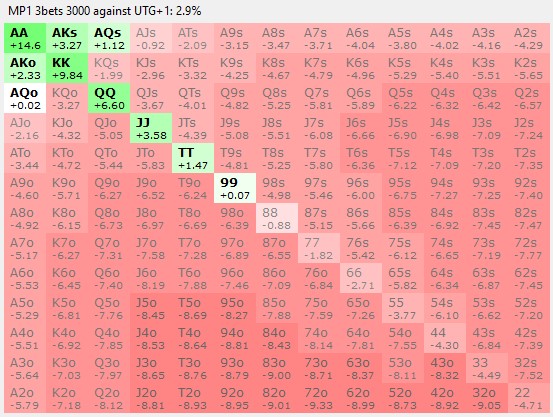 MP1 3bets 3000 against UTG+1: 2.9%
AA AKs AQs AJs ATs A9s A8s A7s A6s A5s A4s A3s A2s
+14.6 +3.27 +1.12 -0.92 -2.09 -3.15 -3.47 -3.71 -4.04 -3.80 -4.02 -4.16 -4.29
AKo KK KQs KJs KTs K9s K8s K7s K6s K5s K4s K3s K2s
+2.33 +9.84 -1.99 -2.96 -3.32 -4.25 -4.67 -4.79 -4.96 -5.29 -5.40 -5.51 -5.65
AQo KQo QQ QJs QTs Q9s Q8s Q7s Q6s Q5s Q4s Q3s Q2s
+0.02 -3.27 +6.60 -3.67 -4.01 -4.82 -5.25 -5.81 -5.89 -6.22 -6.32 -6.42 -6.57
AJo KJo QJo JJ JTs J9s J8s J7s J6s J5s J4s J3s J2s
-2.16 -4.32 -5.05 +3.58 -4.39 -5.08 -5.51 -6.08 -6.66 -6.90 -6.98 -7.09 -7.24
ATo KTo QTo JTo TT T9s T8s T7s T6s T5s T4s T3s T2s
-3.44 -4.72 -5.44 -5.83 +1.47 -4.81 -5.25 -5.80 -6.36 -7.12 -7.09 -7.20 -7.35
A9o K9o Q9o J9o T9o 99 98s 97s 96s 95s 94s 93s 92s
-4.60 -5.71 -6.27 -6.52 -6.24 +0.07 -4.98 -5.46 -6.00 -6.75 -7.27 -7.25 -7.40
A8o K8o Q8o J8o T8o 98o 88 87s 86s 85s 84s 83s 82s
-4.92 -6.15 -6.73 -6.97 -6.69 -6.39 -0.88 -5.15 -5.66 -6.39 -6.92 -7.45 -7.47
A7o K7o Q7o J7o T7o 97o 87o 77 76s 75s 74s 73s 72s
-5.17 -6.27 -7.31 -7.58 -7.28 -6.89 -6.55 -1.82 -5.42 -6.12 -6.65 -7.19 -7.77
A6o K6o Q6o J6o T6o 96o 86o 76o 66 65s 64s 63s 62s
-5.53 -6.45 -7.40 -8.19 -7.88 -7.46 -7.09 -6.84 -2.71 -5.82 -6.34 -6.87 -7.45
A5o K5o Q5o J5o T5o 95o 85o 75o 65o 55 54s 53s 52s
-5.29 -6.81 -7.76 -8.45 -8.69 -8.27 -7.88 -7.59 -7.26 -3.77 -6.10 -6.62 -7.20
A4o K4o Q4o J4o T4o 94o 84o 74o 64o 54o 44 43s 42s
-5.51 -6.92 -7.85 -8.53 -8.64 -8.81 -8.43 -8.14 -7.81 -7.55 -4.30 -6.84 -7.39
A3o K3o Q3o J3o T3o 93o 83o 73o 63o 53o 43o 33 32s
-5.64 -7.03 -7.97 -8.65 -8.76 -8.79 -9.00 -8.71 -8.37 -8.11 -8.32 -4.49 -7.52
A2o K2o Q2o J2o T2o 92o 82o 72o 62o 52o 42o 32o 22
-5.79 -7.18 -8.12 -8.81 -8.92 -8.95 -9.01 -9.33 -8.99 -8.73 -8.92 -9.05 -4.71